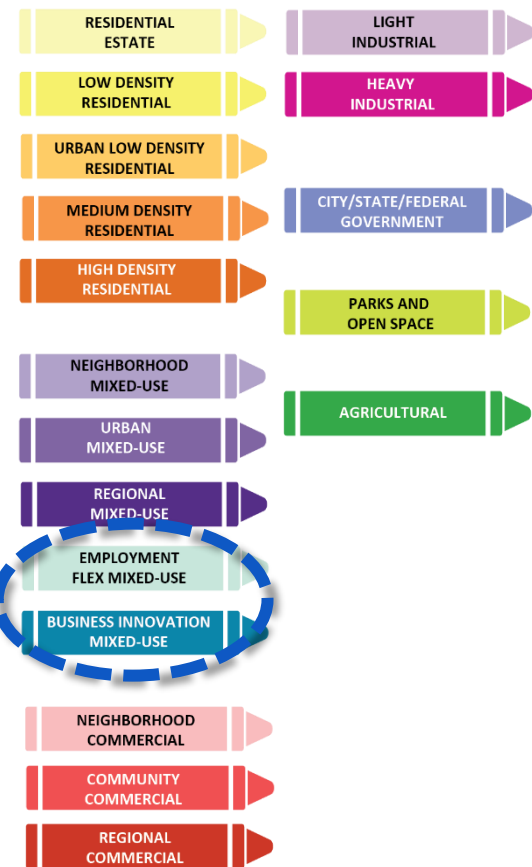 RESIDENTIAL
ESTATE
LOW DENSITY
RESIDENTIAL
URBAN LOW DENSITY
RESIDENTIAL
MEDIUM DENSITY
RESIDENTIAL
HIGH DENSITY
RESIDENTIAL
NEIGHBORHOOD
MIXED-USE
URBAN
MIXED-USE
REGIONAL
MIXED-USE
EMPLOYMENT
FLEX MIXED-USE
BUSINESS INNOVATION
MIXED-USE
NEIGHBORHOOD
COMMERCIAL
COMMUNITY
COMMERCIAL
REGIONAL
COMMERCIAL
LIGHT
INDUSTRIAL
HEAVY
INDUSTRIAL
CITY/STATE/FEDERAL
GOVERNMENT
PARKS AND
OPEN SPACE
AGRICULTURAL